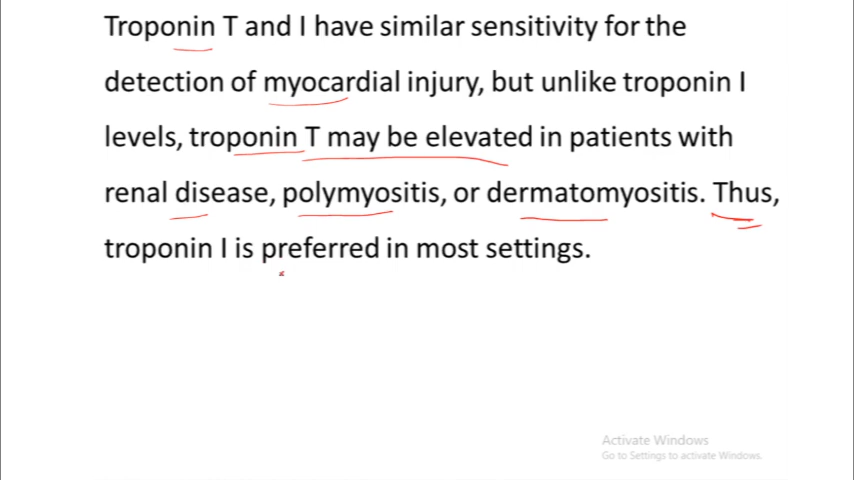 Troponin T and I have similar sensitivity for the
detection of myocardial injury, but unlike troponin I
levels, troponin T may be elevated in patients with
renal disease, polymyositis, or dermatomyositis. Thus,
troponin I is preferred in most settings.
Activate Windows
Go to Settings to activate Windows.